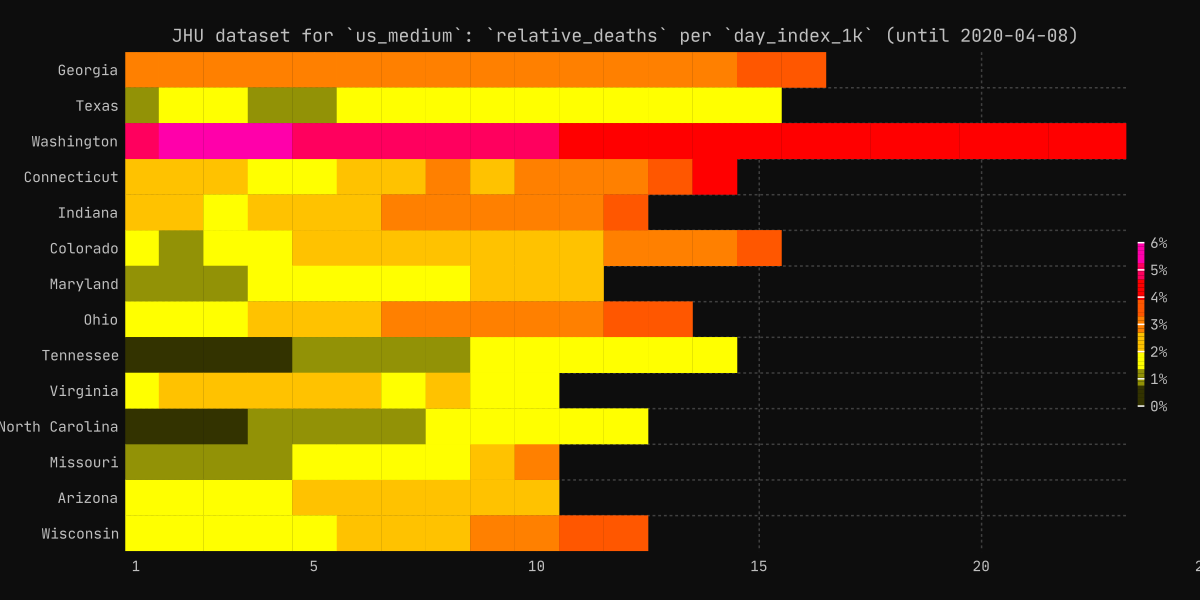 JHU dataset for `us_medium`: `relative_deaths` per `day_index_1k` (until 2020-04-08)
Georgia
Texas
Washington
Connecticut
Indiana
Colorado
Maryland
Ohio
Tennessee
Virginia
North Carolina
Missouri
Arizona
Wisconsin
6%
5%
4%
3%
2%
1%
0%
1 5 10 15 20